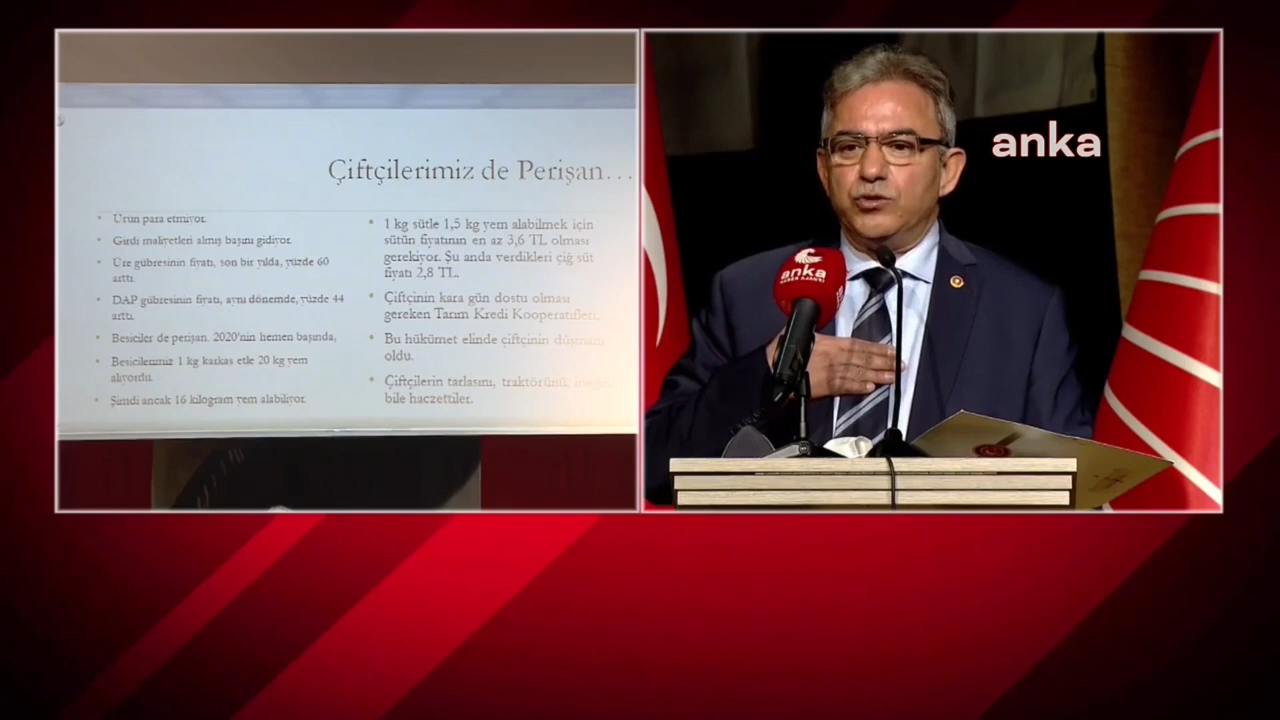 Çiftçilerimiz de Perişan…
Ürün para etmiyor.
Girdi maliyetleri almış başını gidiyor.
Üre gübresinin fiyatı, son bir yılda, yüzde 60
arttı.
DAP gübresinin fiyatı, aynı dönemde, yüzde 44
arttı.
Besiciler de perişan. 2020'nin hemen başında,
Besicilerimiz 1 kg karkas etle 20 kg yem
alıyordu.
Şimdi ancak 16 kilogram yem alabiliyor.
1 kg sütle 1,5 kg yem alabilmek için
sütün fiyatının en az 3,6 TL olması
gerekiyor. Şu anda verdikleri çiğ süt
fiyatı 2,8 TL.
Çiftçinin kara gün dostu olması
gereken Tarım Kredi Kooperatifleri,
Bu hükümet elinde çiftçinin düşmanı
oldu.
Çiftçilerin tarlasını, traktörünü,
bile haczettiler.
anka
anka
HABER AJANSI